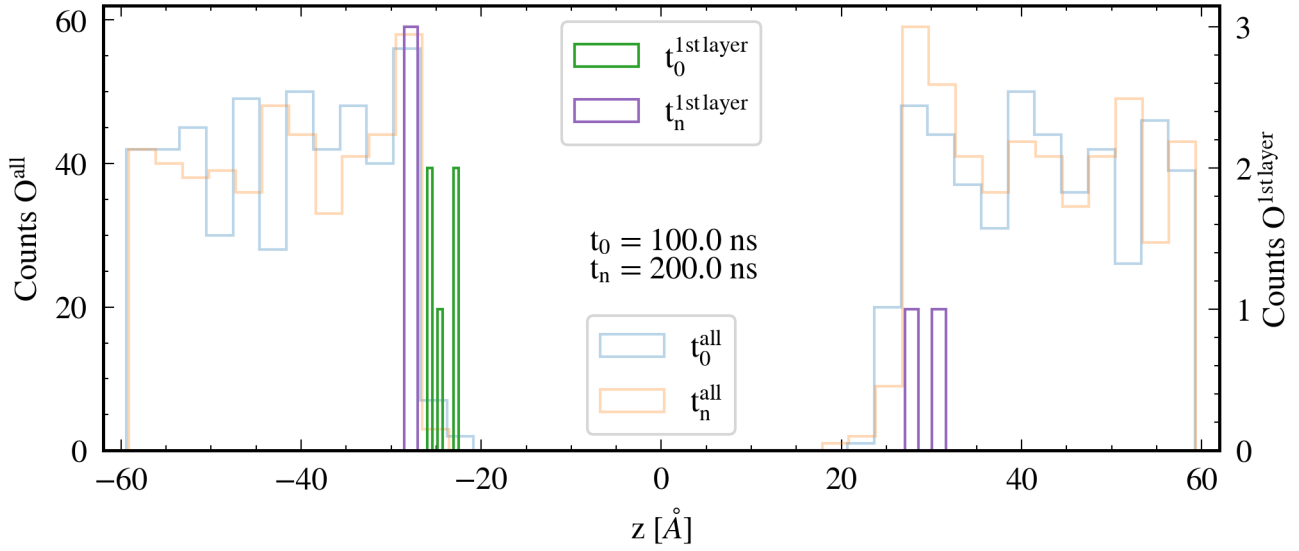 60
40
20
0
Counts O^all
t_0^1st layer
t_n^1st layer
t_0 = 100.0 ns
t_n = 200.0 ns
t_0^all
t_n^all
3
2
1
0
Counts O^1st layer
−60 −40 −20 0 20 40 60
z [Å]